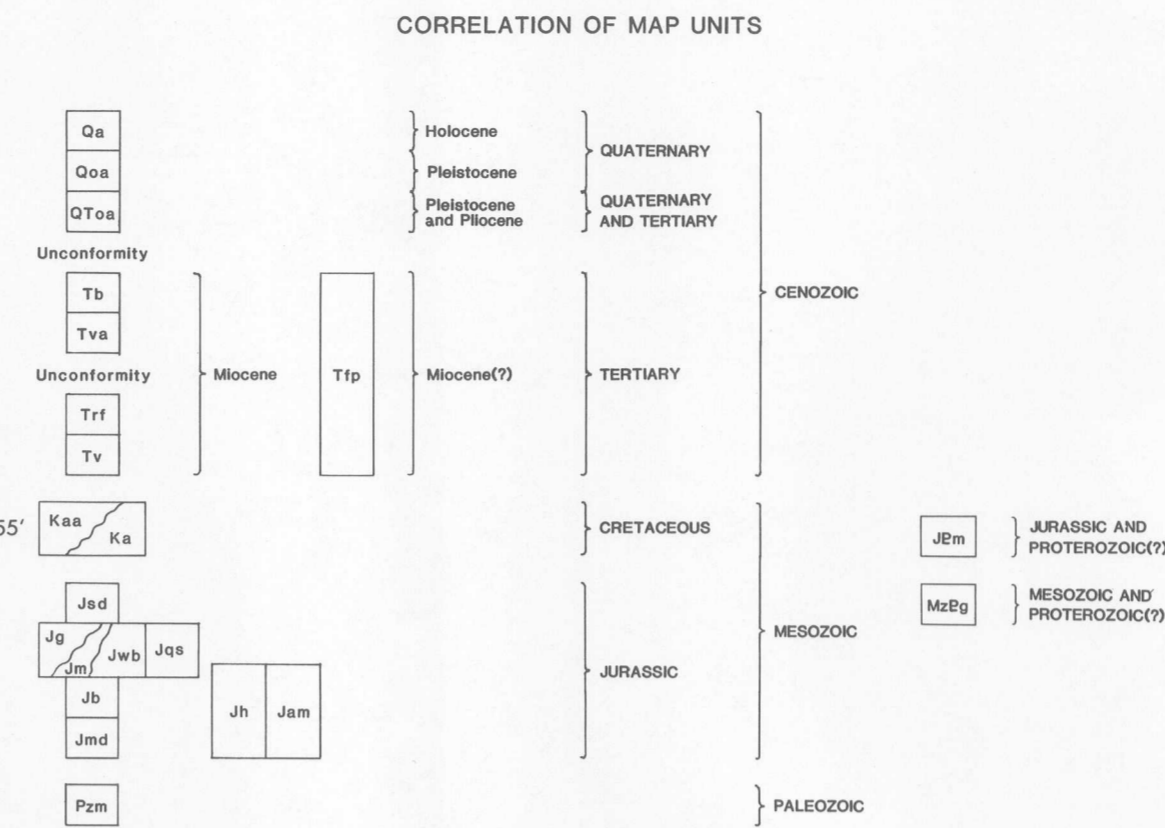 CORRELATION OF MAP UNITS
Qa
Holocene
QUATERNARY
Qoa
Pleistocene
QToa
Pleistocene
and Pliocene
QUATERNARY
AND TERTIARY
Unconformity
CENOZOIC
Tb
Tva
Unconformity
Miocene
Tfp
Miocene(?)
TERTIARY
Trf
Tv
55'
Kaa
Ka
CRETACEOUS
JPm
JURASSIC AND
PROTEROZOIC(?)
Jsd
MzPg
MESOZOIC AND
PROTEROZOIC(?)
Jg
Jm
Jwb
Jqs
MESOZOIC
JURASSIC
Jb
Jh
Jam
Jmd
Pzm
PALEOZOIC